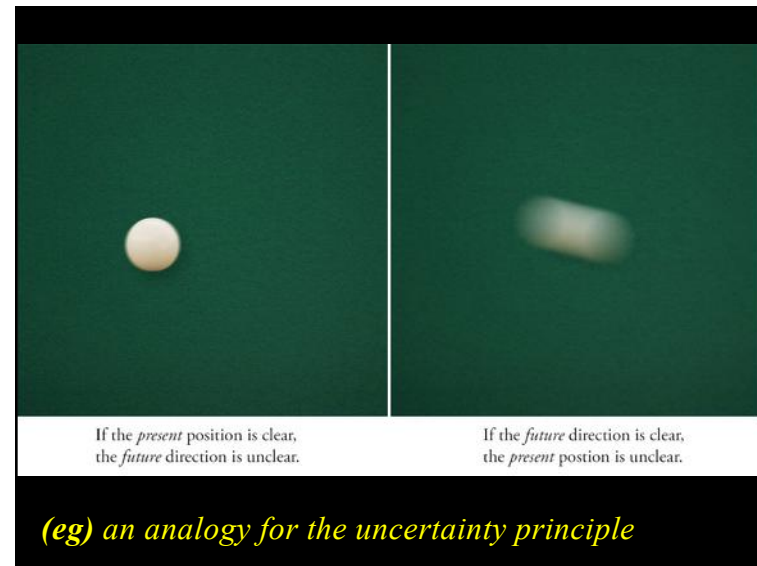 If the present position is clear,
the future direction is unclear.
If the future direction is clear,
the present postion is unclear.
(eg) an analogy for the uncertainty principle